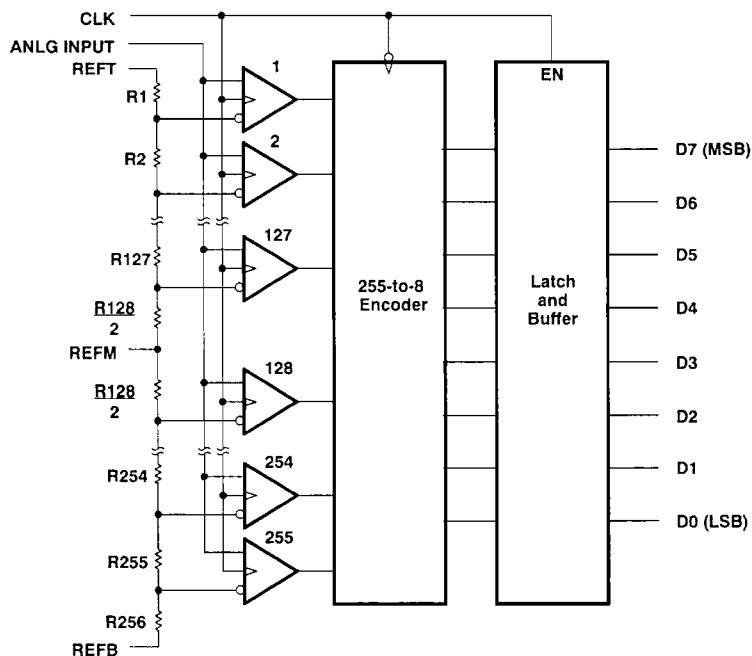 CLK
ANLG INPUT
REFT
R1
R2
R127
R128
2
REFM
R128
2
R254
R255
R256
REFB
1
2
127
128
254
255
255-to-8
Encoder
EN
Latch
and
Buffer
D7 (MSB)
D6
D5
D4
D3
D2
D1
D0 (LSB)